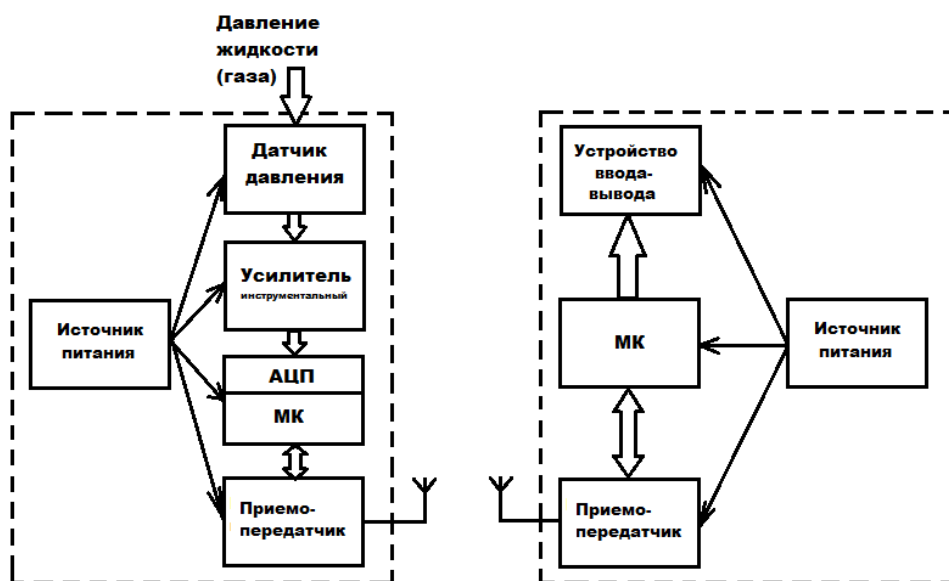 Давление
жидкости
(газа)
Датчик
давления
Усилитель
инструментальный
Источник
питания
АЦП
МК
Приемо-
передатчик
Устройство
ввода-
вывода
МК
Источник
питания
Приемо-
передатчик